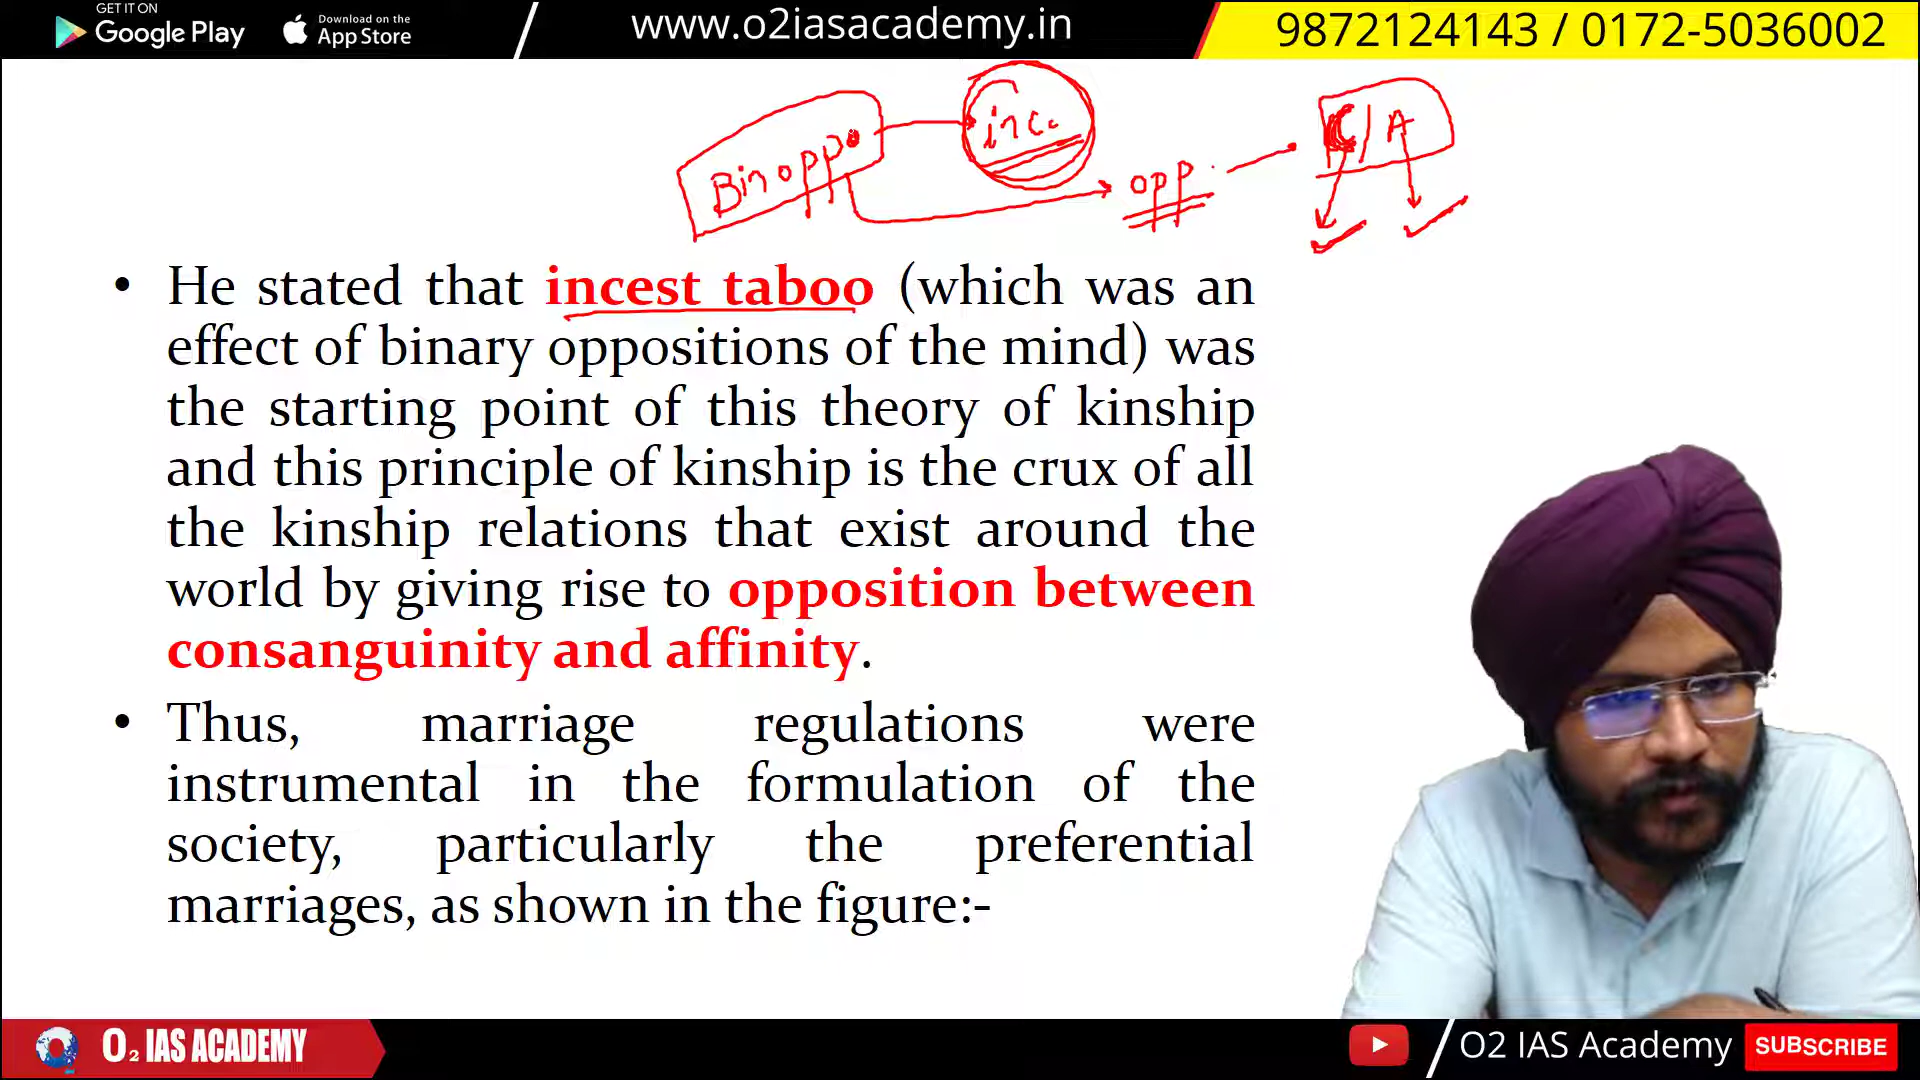 GET IT ON
Google Play
Download on the
App Store
www.o2iasacademy.in
9872124143 / 0172-5036002
Bin opp.
inc.
opp.
C/A
• He stated that incest taboo (which was an
effect of binary oppositions of the mind) was
the starting point of this theory of kinship
and this principle of kinship is the crux of all
the kinship relations that exist around the
world by giving rise to opposition between
consanguinity and affinity.
• Thus, marriage regulations were
instrumental in the formulation of the
society, particularly the preferential
marriages, as shown in the figure:-
O2 IAS ACADEMY
O2 IAS Academy
SUBSCRIBE